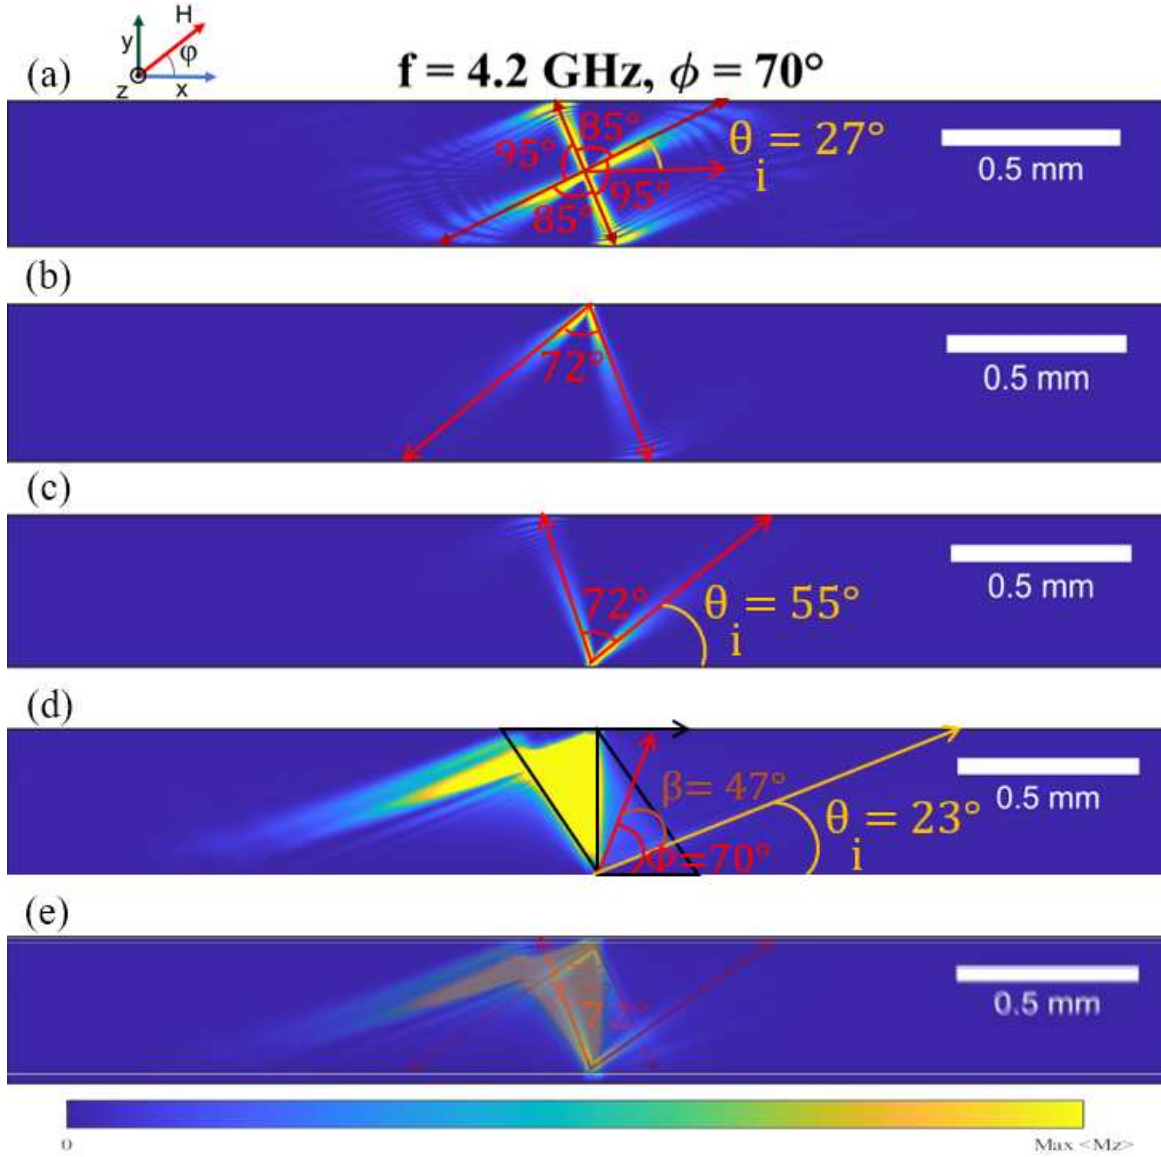 H
y
φ
z
x
(a)
f = 4.2 GHz, ϕ = 70°
85°
95°
θ
i
= 27°
95°
85°
0.5 mm
(b)
72°
0.5 mm
(c)
72°
θ
i
= 55°
0.5 mm
(d)
β= 47°
ϕ=70°
θ
i
= 23°
0.5 mm
(e)
72°
0.5 mm
0
Max <Mz>